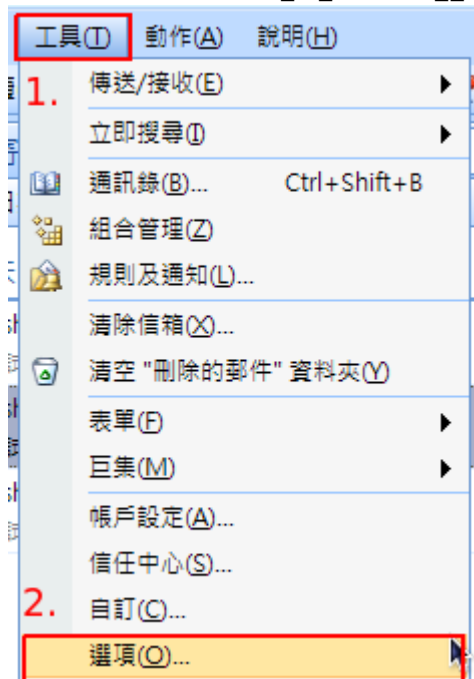 工具(T) 動作(A) 說明(H)
1.
傳送/接收(E)
立即搜尋(I)
通訊錄(B)... Ctrl+Shift+B
組合管理(Z)
規則及通知(L)...
清除信箱(X)...
清空 "刪除的郵件" 資料夾(Y)
表單(F)
巨集(M)
帳戶設定(A)...
信任中心(S)...
2.
自訂(C)...
選項(O)...